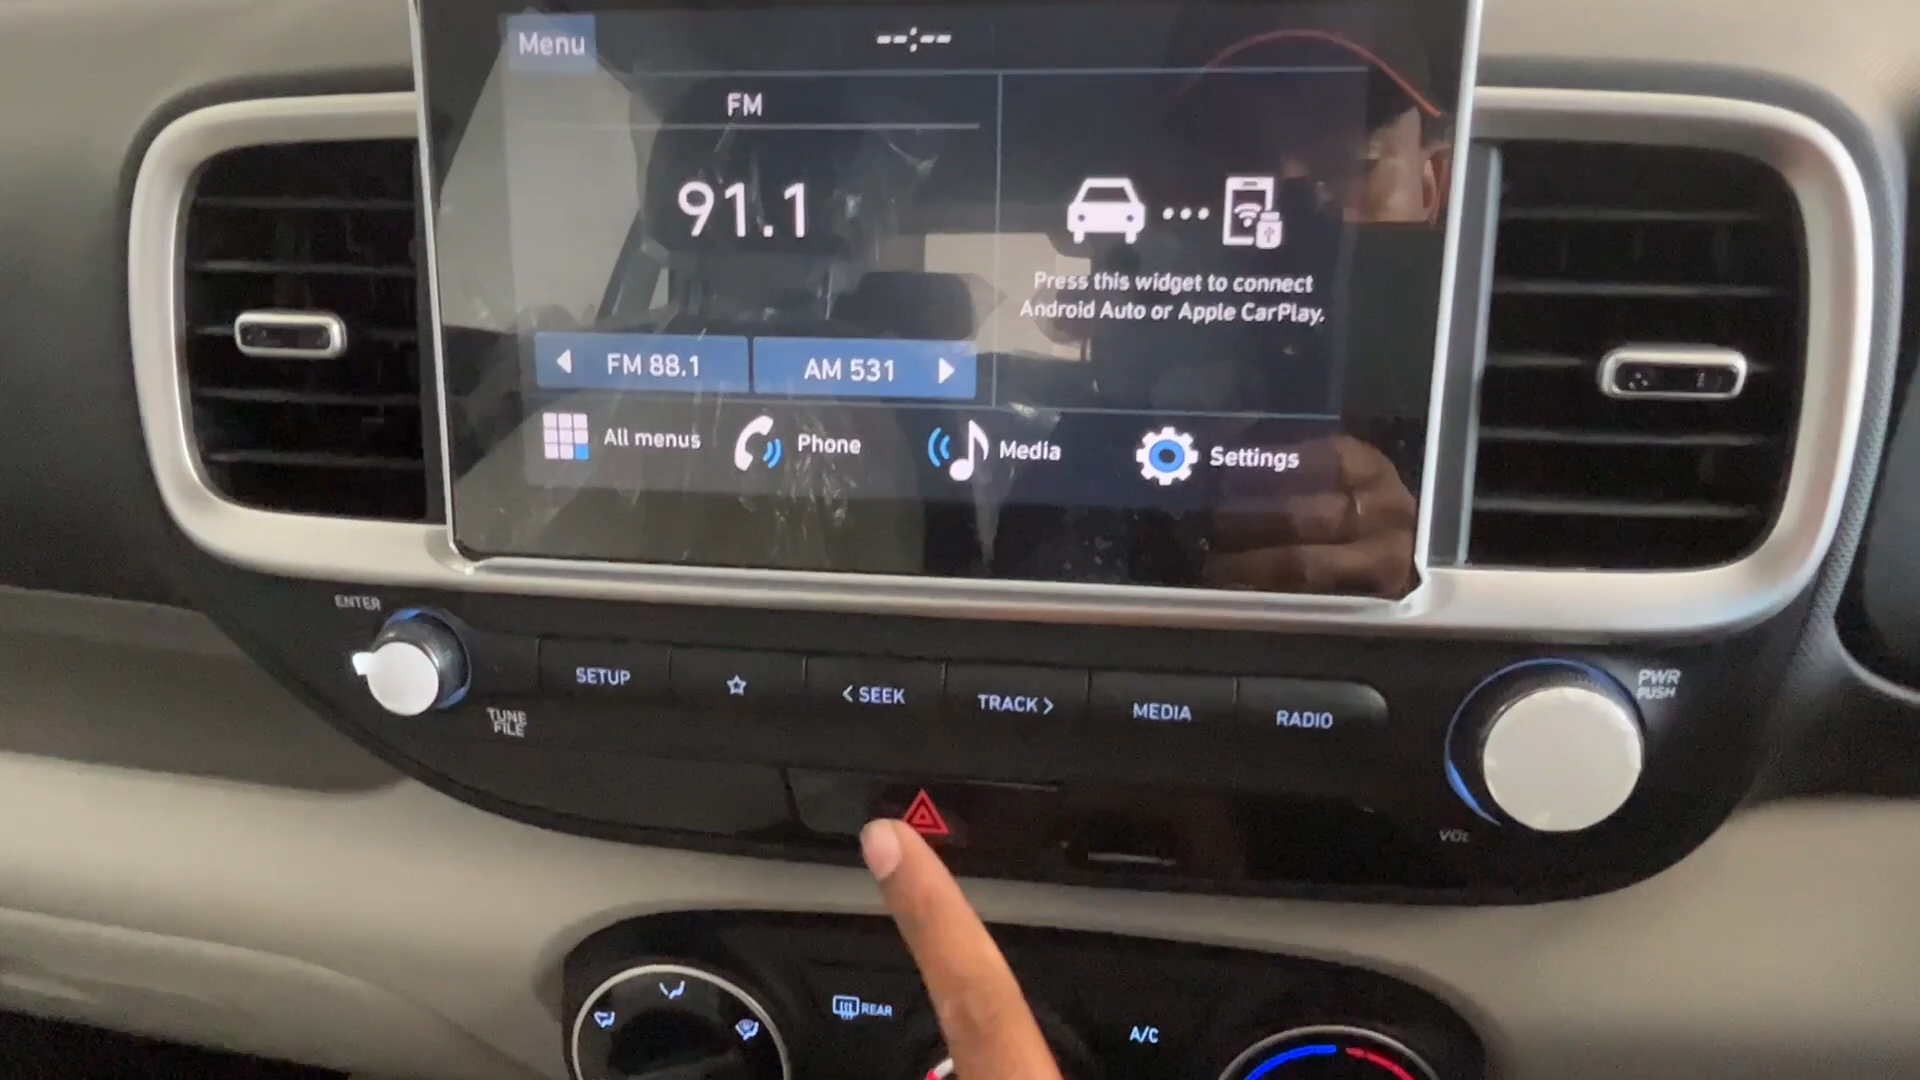 Menu
--:--
FM
91.1
Press this widget to connect
Android Auto or Apple CarPlay.
FM 88.1
AM 531
All menus
Phone
Media
Settings
ENTER
TUNE
FILE
SETUP
< SEEK
TRACK >
MEDIA
RADIO
PWR
PUSH
VOL
REAR
A/C